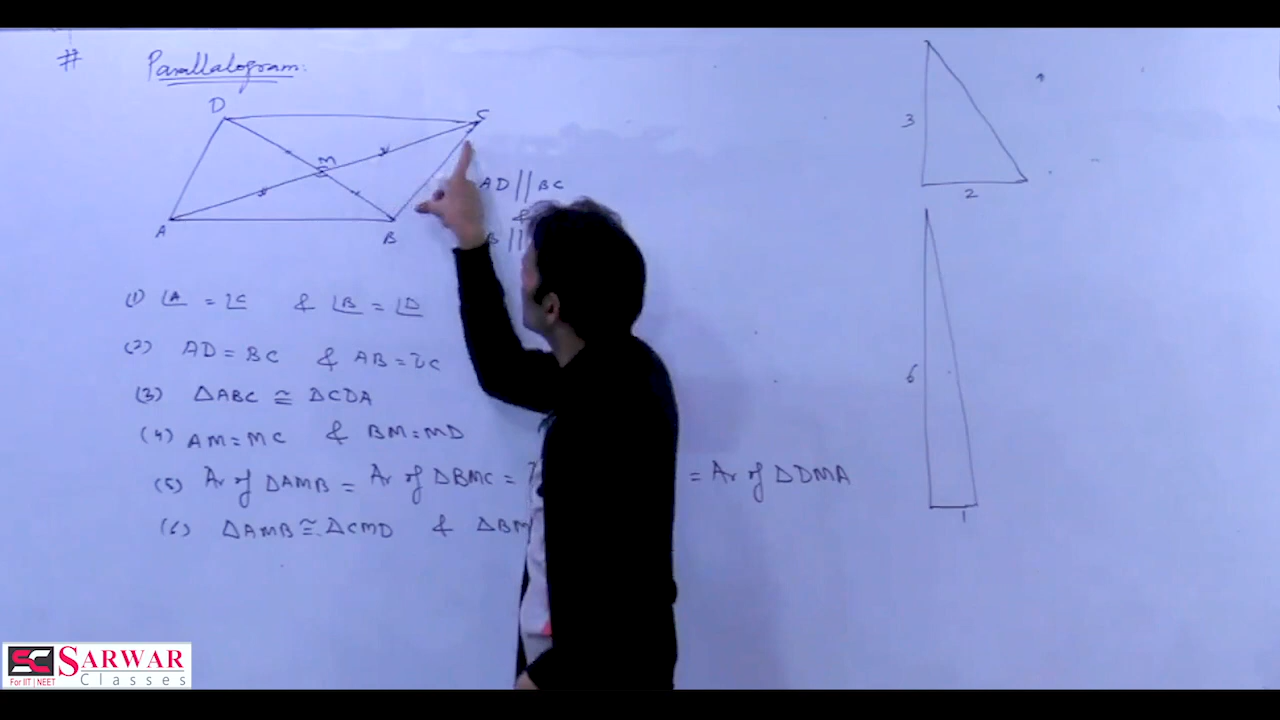 #
Parallalogram:
D
C
M
A
B
AD || BC
&
B ||
(1) ∠A = ∠C & ∠B = ∠D
(2) AD = BC & AB = DC
(3) ΔABC ≅ ΔCDA
(4) AM = MC & BM = MD
(5) Ar of ΔAMB = Ar of ΔBMC = = Ar of ΔDMA
(6) ΔAMB ≅ ΔCMD & ΔBM
3
2
6
1
SC SARWAR
For IIT | NEET Classes